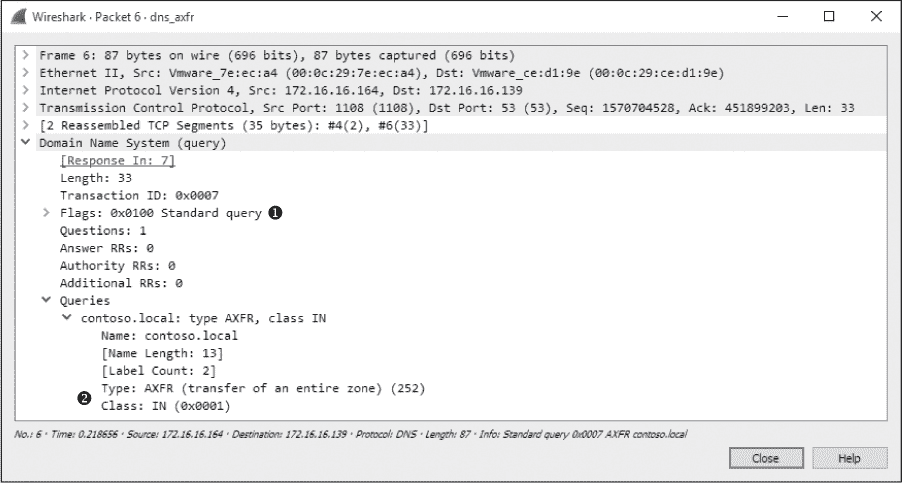 Wireshark · Packet 6 · dns_axfr
Frame 6: 87 bytes on wire (696 bits), 87 bytes captured (696 bits)
Ethernet II, Src: Vmware_7e:ec:a4 (00:0c:29:7e:ec:a4), Dst: Vmware_ce:d1:9e (00:0c:29:ce:d1:9e)
Internet Protocol Version 4, Src: 172.16.16.164, Dst: 172.16.16.139
Transmission Control Protocol, Src Port: 1108 (1108), Dst Port: 53 (53), Seq: 1570704528, Ack: 451899203, Len: 33
[2 Reassembled TCP Segments (35 bytes): #4(2), #6(33)]
Domain Name System (query)
[Response In: 7]
Length: 33
Transaction ID: 0x0007
Flags: 0x0100 Standard query ❶
Questions: 1
Answer RRs: 0
Authority RRs: 0
Additional RRs: 0
Queries
contoso.local: type AXFR, class IN
Name: contoso.local
[Name Length: 13]
[Label Count: 2]
Type: AXFR (transfer of an entire zone) (252)
❷ Class: IN (0x0001)
No.: 6 · Time: 0.218656 · Source: 172.16.16.164 · Destination: 172.16.16.139 · Protocol: DNS · Length: 87 · Info: Standard query 0x0007 AXFR contoso.local
Close Help